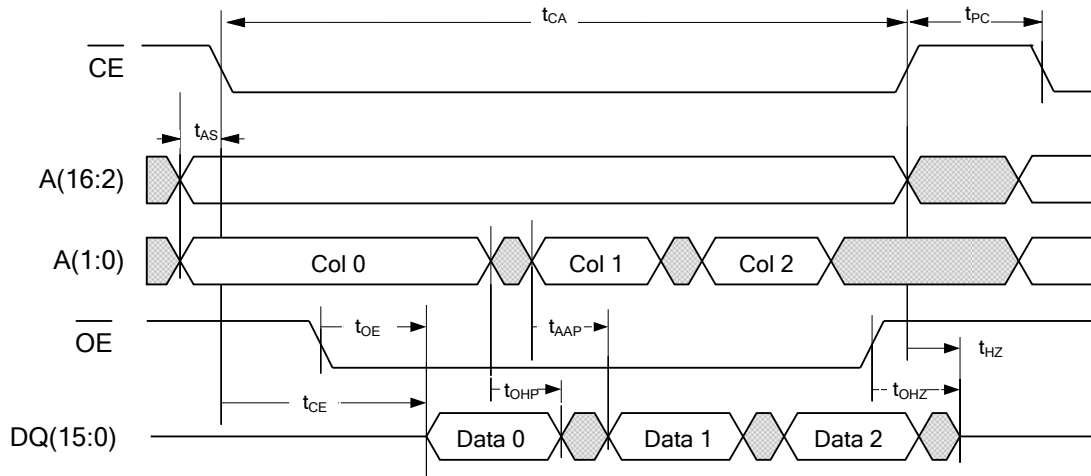 tCA
tPC
CE
tAS
A(16:2)
A(1:0)
Col 0
Col 1
Col 2
OE
tOE
tAAP
tHZ
tCE
tOHP
tOHZ
DQ(15:0)
Data 0
Data 1
Data 2